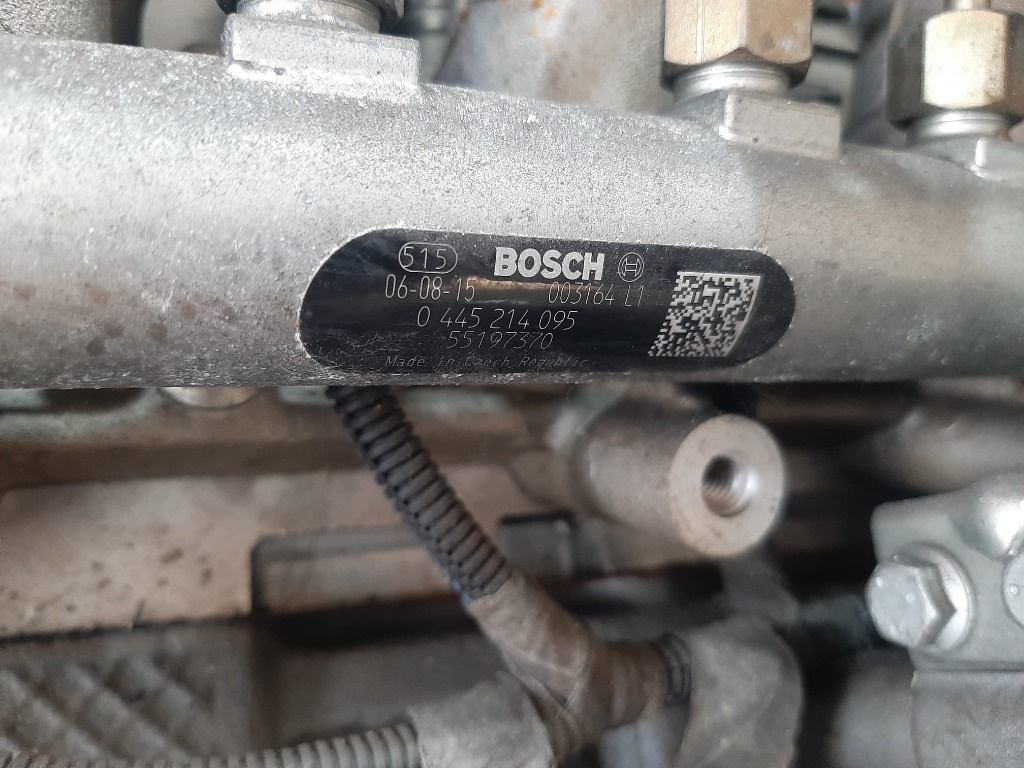 515 BOSCH
06-08-15 003164 L1
0 445 214 095
55197370
Made in Czech Republic